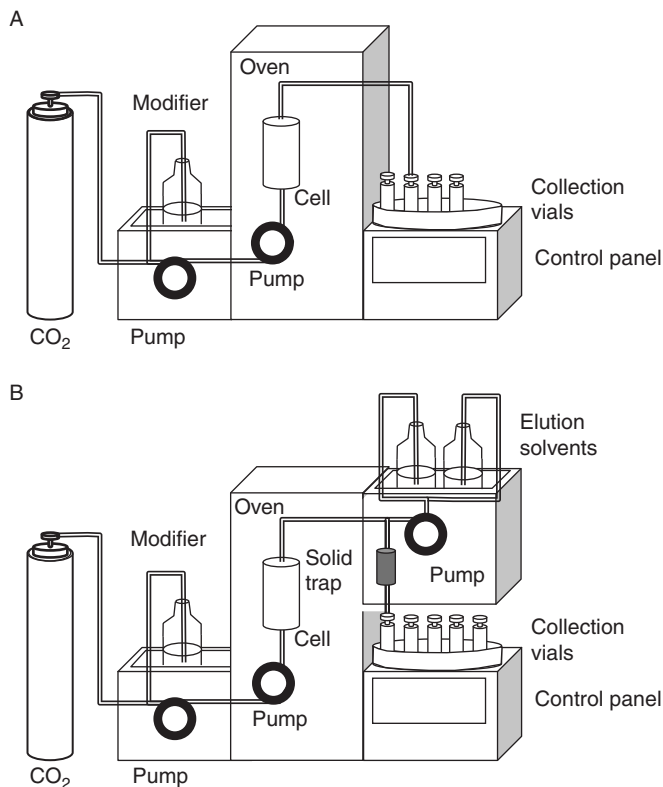 A
Oven
Modifier
Cell
Collection
vials
Pump
Control panel
CO₂
Pump
B
Elution
solvents
Oven
Modifier
Solid
trap
Pump
Cell
Collection
vials
Pump
Control panel
CO₂
Pump